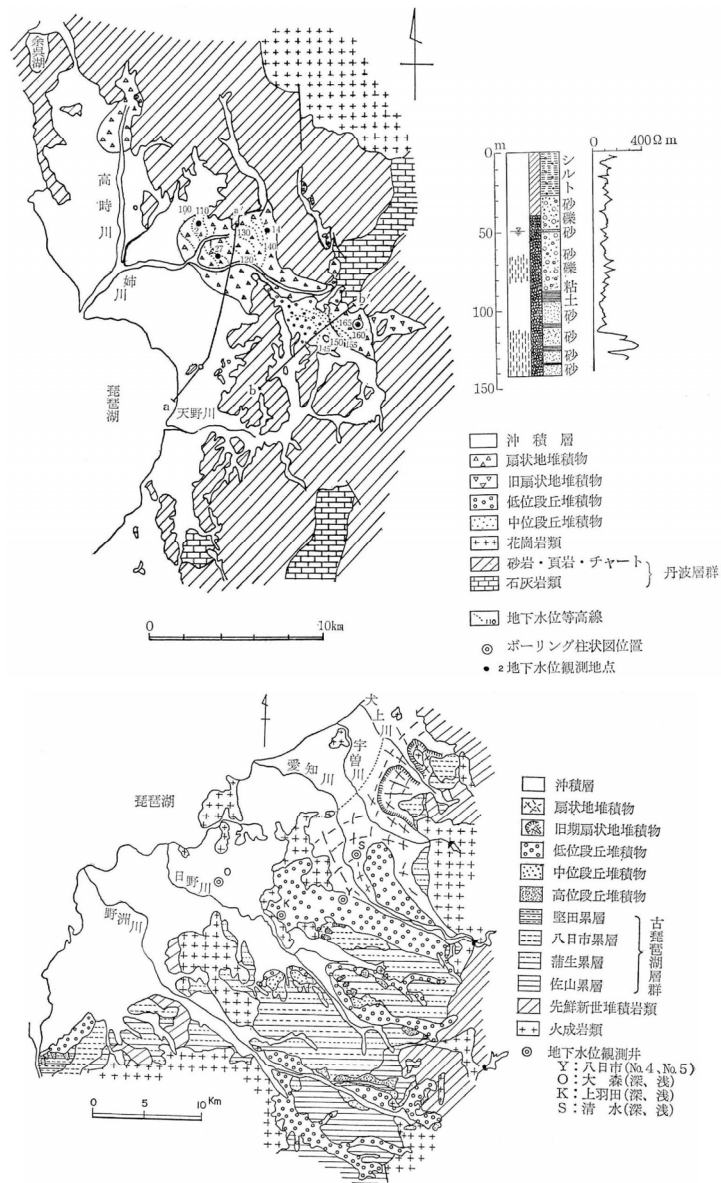 余呉湖
高時川
姉川
琵琶湖
天野川
100
110
a'
130
1
140
27
120
b'
165
160
150
155
145
b
a
0
10km
m
0
50
100
150
0
400Ωm
シルト
砂
礫
砂
砂
礫
粘土
砂
砂
砂
砂
沖積層
扇状地堆積物
旧扇状地堆積物
低位段丘堆積物
中位段丘堆積物
花崗岩類
砂岩・頁岩・チャート
石灰岩類
丹波層群
110
地下水位等高線
ボーリング柱状図位置
2 地下水位観測地点
琵琶湖
犬上川
宇曽川
愛知川
日野川
野洲川
O
K
Y
S
0 5 10 Km
沖積層
扇状地堆積物
旧期扇状地堆積物
低位段丘堆積物
中位段丘堆積物
高位段丘堆積物
堅田累層
八日市累層
蒲生累層
佐山累層
古琵琶湖層群
先鮮新世堆積岩類
火成岩類
地下水位観測井
Y:八日市(No.4、No.5)
O:大森(深、浅)
K:上羽田(深、浅)
S:清水(深、浅)